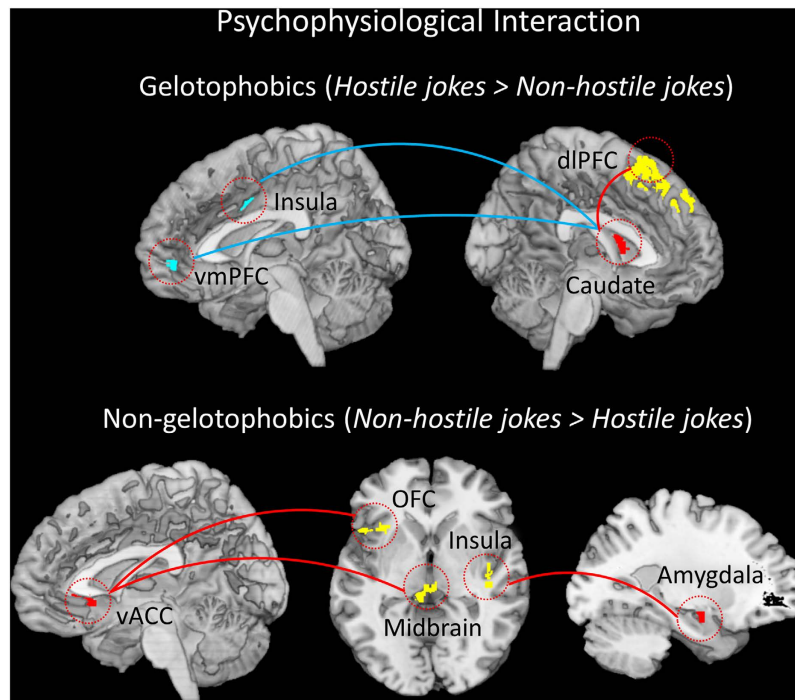 Psychophysiological Interaction
Gelotophobics (Hostile jokes > Non-hostile jokes)
dlPFC
Insula
vmPFC
Caudate
Non-gelotophobics (Non-hostile jokes > Hostile jokes)
OFC
Insula
Amygdala
vACC
Midbrain